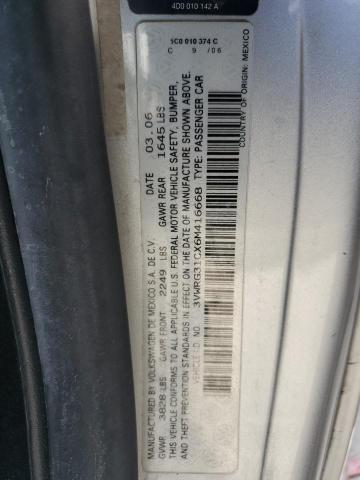 4D0 010 142 A
1C0 010 374 C
C 9 /06
MANUFACTURED BY VOLKSWAGEN DE MEXICO S.A. DE C.V. DATE 03.06
GVWR 3828 LBS GAWR FRONT 2249 LBS GAWR REAR 1645 LBS
THIS VEHICLE CONFORMS TO ALL APPLICABLE U.S. FEDERAL MOTOR VEHICLE SAFETY, BUMPER,
AND THEFT PREVENTION STANDARDS IN EFFECT ON THE DATE OF MANUFACTURE SHOWN ABOVE.
VEHICLE I-D. NO: 3VWRG31CX6M416668 TYPE: PASSENGER CAR
COUNTRY OF ORIGIN: MEXICO